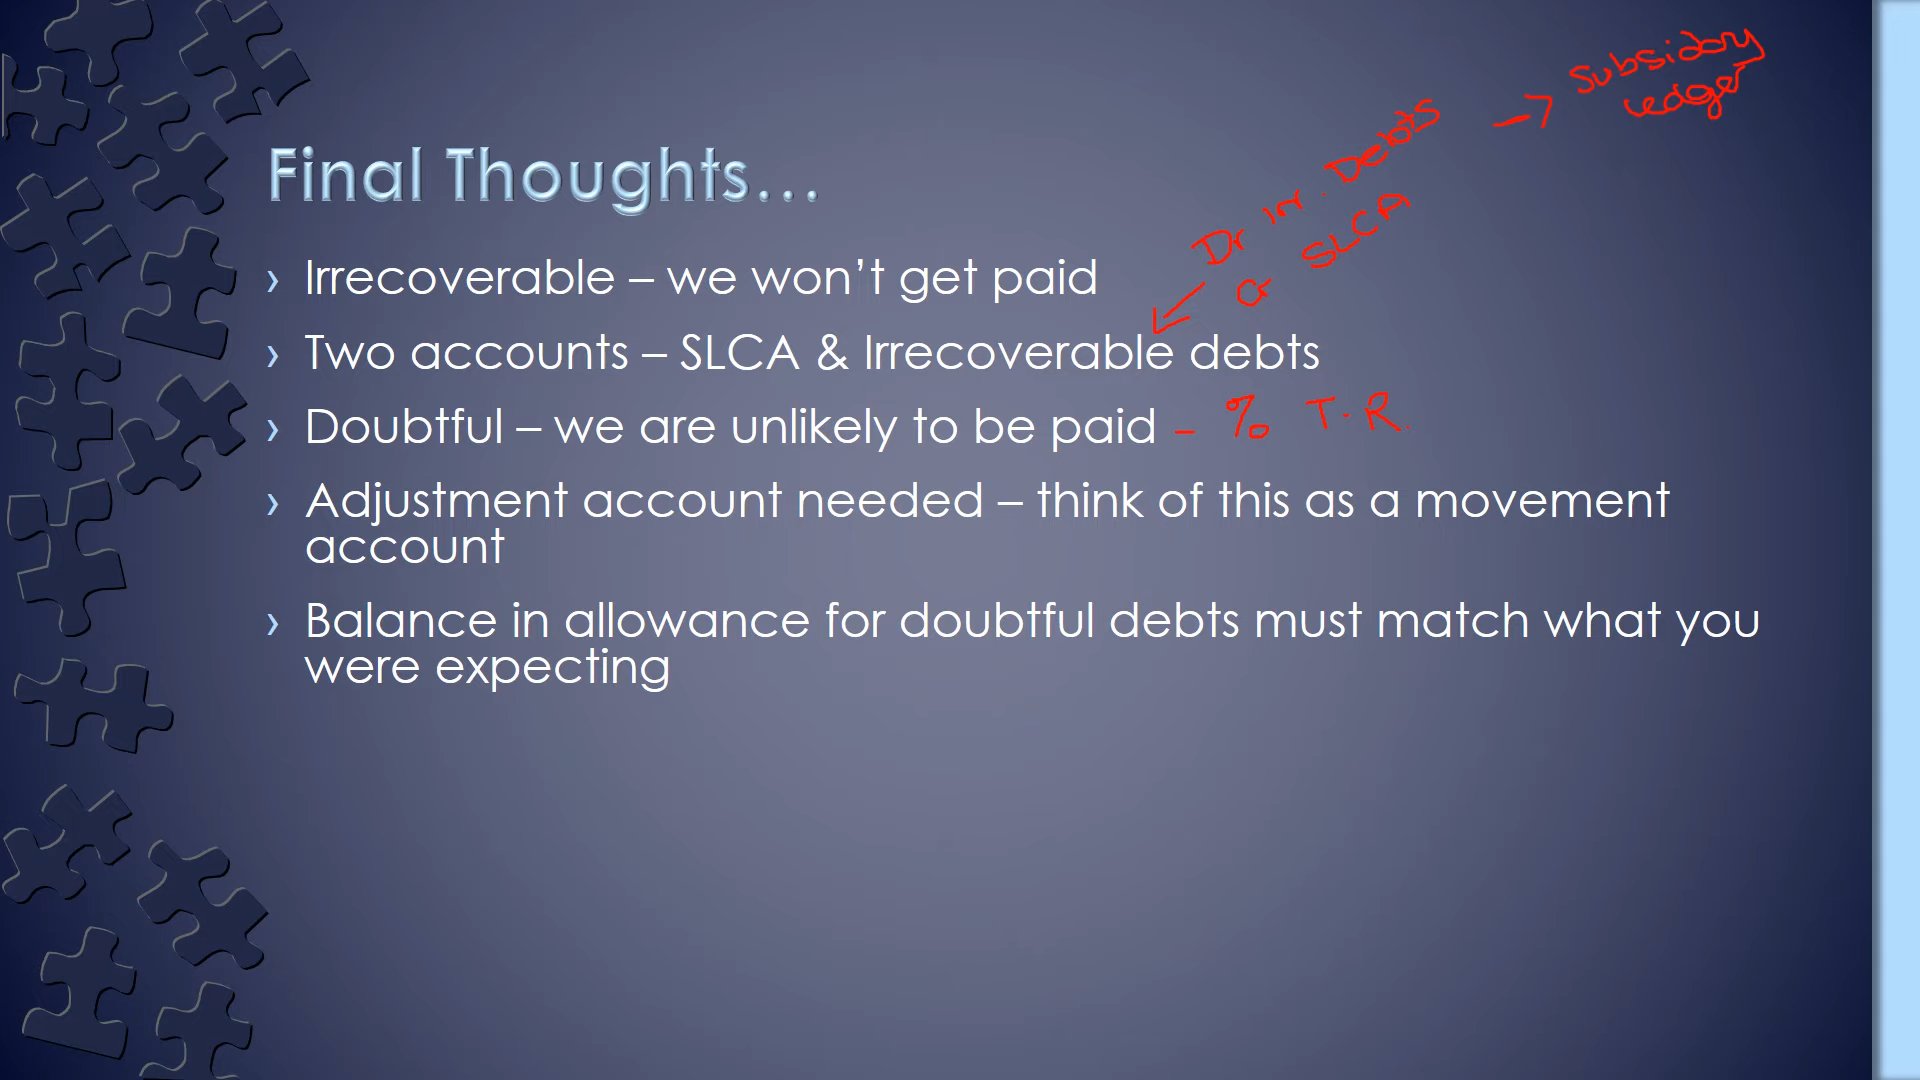 Final Thoughts…
› Irrecoverable – we won’t get paid
› Two accounts – SLCA & Irrecoverable debts
› Doubtful – we are unlikely to be paid - % T.R.
› Adjustment account needed – think of this as a movement
account
› Balance in allowance for doubtful debts must match what you
were expecting
Dr Irr. Debts → Subsidary
Ledger
Cr SLCA